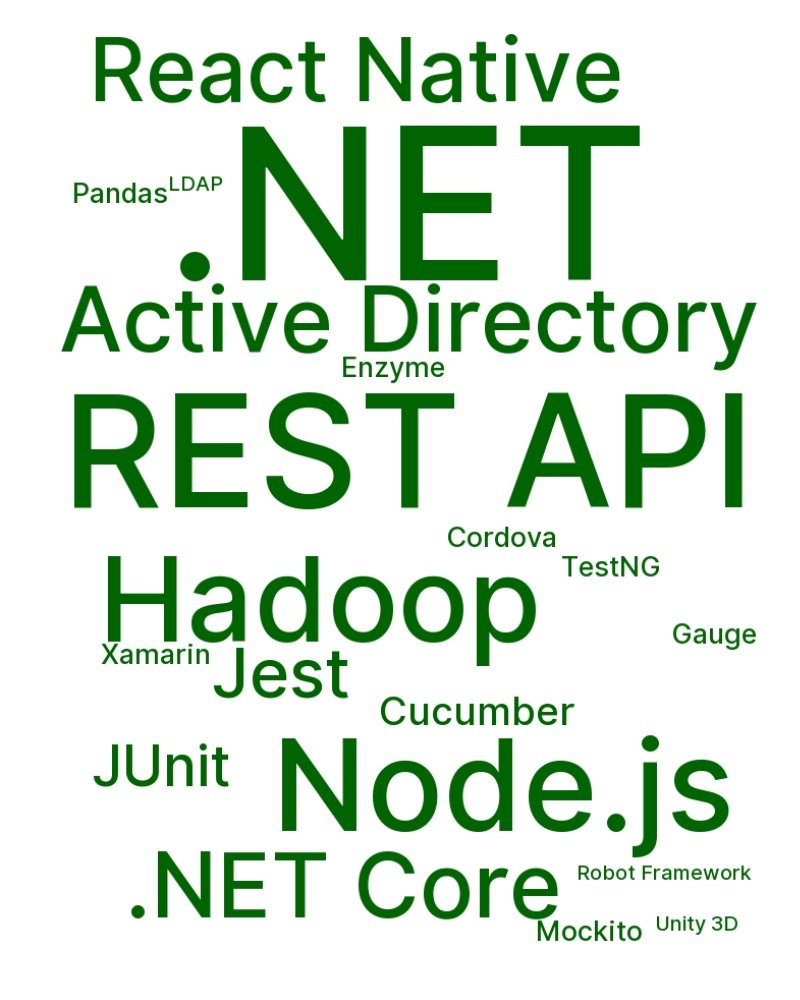 React Native
.NET
Pandas
LDAP
Active Directory
Enzyme
REST API
Cordova
TestNG
Hadoop
Gauge
Xamarin
Jest
Cucumber
JUnit
Node.js
.NET Core
Robot Framework
Mockito
Unity 3D